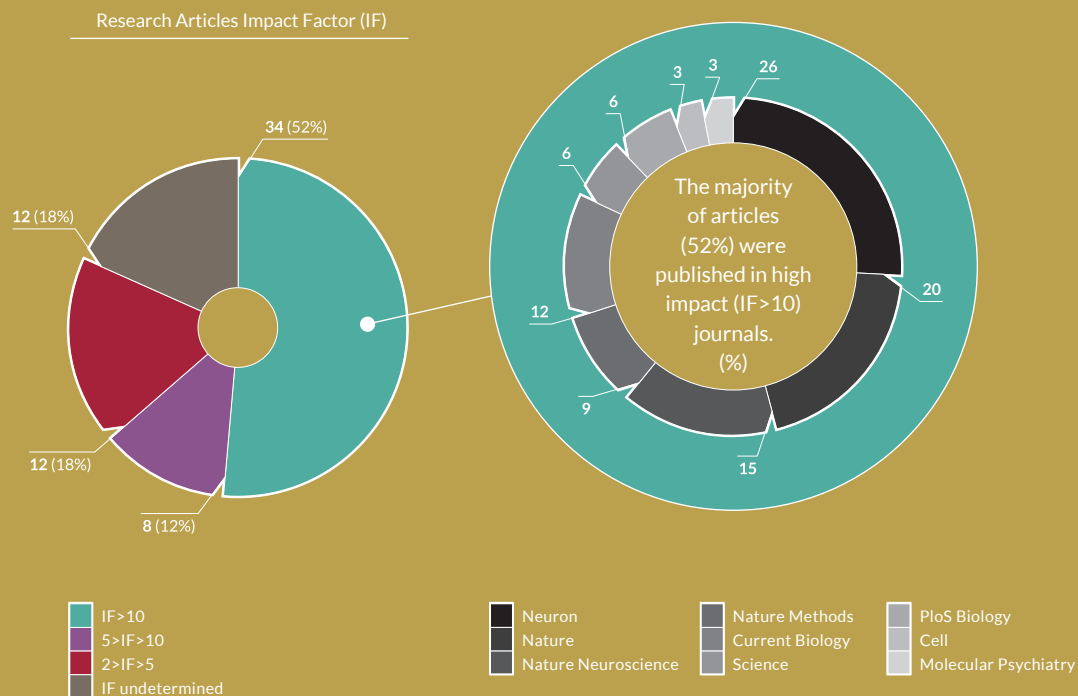 Research Articles Impact Factor (IF)
34 (52%)
12 (18%)
12 (18%)
8 (12%)
26
20
15
9
12
6
6
3
3
The majority
of articles
(52%) were
published in high
impact (IF>10)
journals.
(%)
IF>10
5>IF>10
2>IF>5
IF undetermined
Neuron
Nature
Nature Neuroscience
Nature Methods
Current Biology
Science
PloS Biology
Cell
Molecular Psychiatry